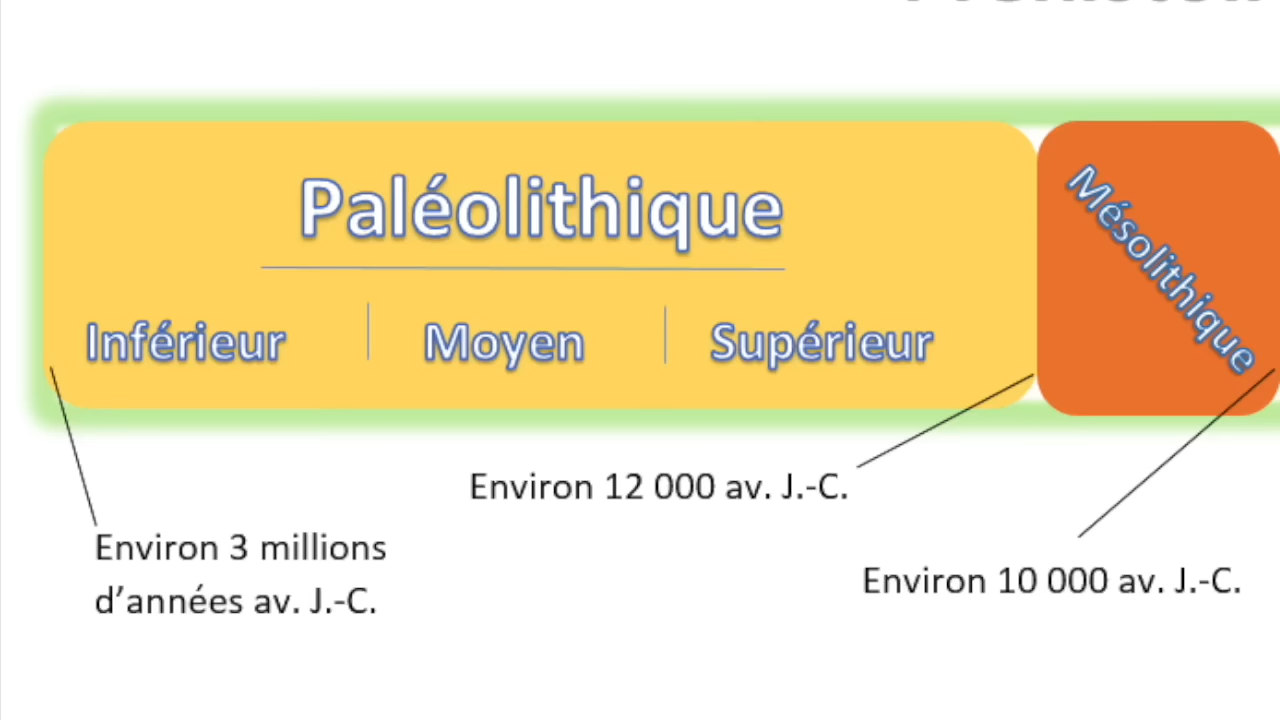 Paléolithique
Inférieur
Moyen
Supérieur
Mésolithique
Environ 12 000 av. J.-C.
Environ 3 millions
d’années av. J.-C.
Environ 10 000 av. J.-C.